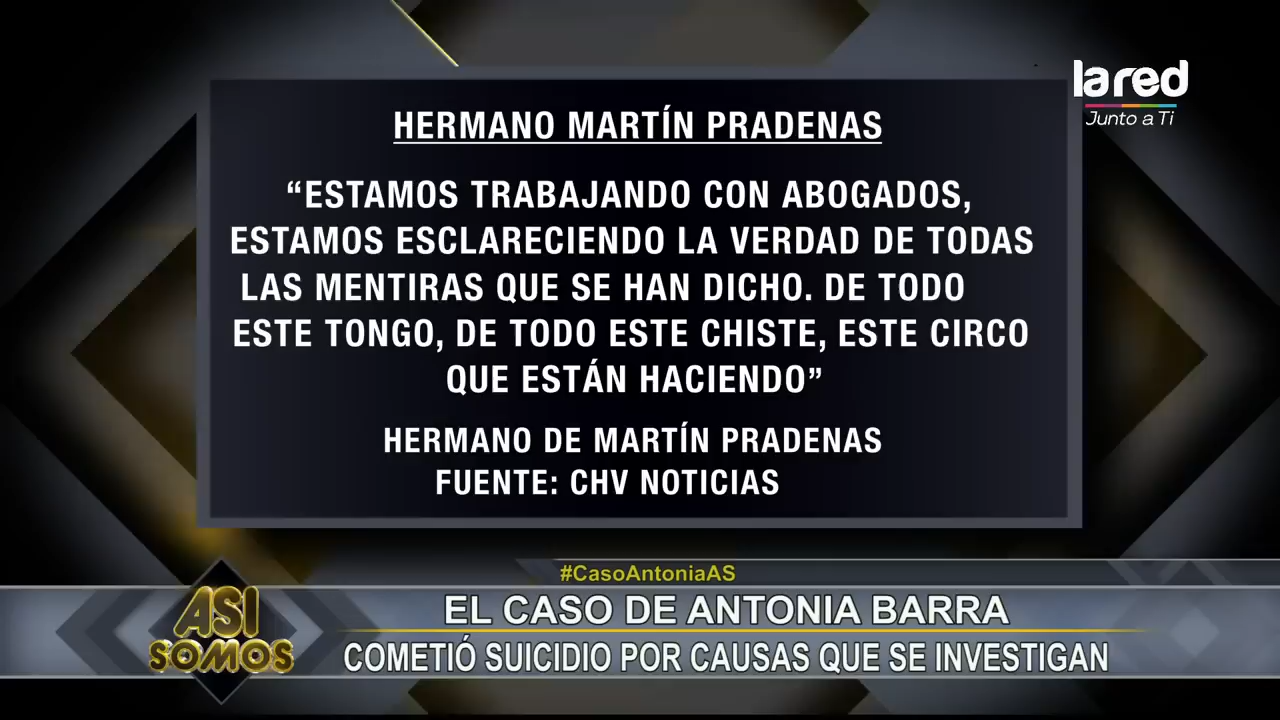 lared
Junto a Ti
HERMANO MARTÍN PRADENAS
“ESTAMOS TRABAJANDO CON ABOGADOS,
ESTAMOS ESCLARECIENDO LA VERDAD DE TODAS
LAS MENTIRAS QUE SE HAN DICHO. DE TODO
ESTE TONGO, DE TODO ESTE CHISTE, ESTE CIRCO
QUE ESTÁN HACIENDO”
HERMANO DE MARTÍN PRADENAS
FUENTE: CHV NOTICIAS
#CasoAntoniaAS
ASI
SOMOS
EL CASO DE ANTONIA BARRA
COMETIÓ SUICIDIO POR CAUSAS QUE SE INVESTIGAN